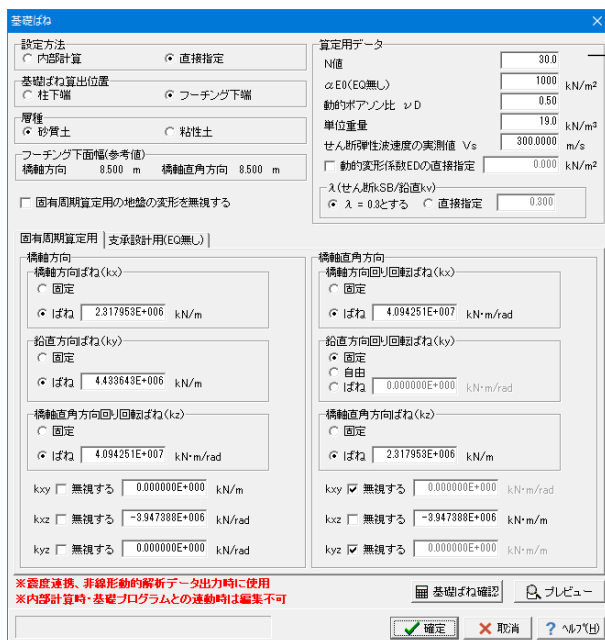 基礎ばね
設定方法
内部計算 直接指定
基礎ばね算出位置
柱下端 フーチング下端
層種
砂質土 粘性土
フーチング下面幅(参考値)
橋軸方向 8.500 m 橋軸直角方向 8.500 m
固有周期算定用の地盤の変形を無視する
算定用データ
N値 30.0
αE0(EQ無し) 1000 kN/m²
動的ポアソン比 νD 0.50
単位重量 19.0 kN/m³
せん断弾性波速度の実測値 Vs 300.0000 m/s
動的変形係数EDの直接指定 0.000 kN/m²
λ(せん断kSB/鉛直kv)
λ = 0.3とする 直接指定 0.300
固有周期算定用 支承設計用(EQ無し)
橋軸方向
橋軸方向ばね(kx)
固定
ばね 2.317953E+006 kN/m
鉛直方向ばね(ky)
固定
ばね 4.433643E+006 kN/m
橋軸直角方向回り回転ばね(kz)
固定
ばね 4.094251E+007 kN・m/rad
kxy 無視する 0.000000E+000 kN/m
kxz 無視する -3.947388E+006 kN/rad
kyz 無視する 0.000000E+000 kN/rad
橋軸直角方向
橋軸方向回り回転ばね(kx)
固定
ばね 4.094251E+007 kN・m/rad
鉛直方向回り回転ばね(ky)
固定
自由
ばね 0.000000E+000 kN・m/rad
橋軸直角方向ばね(kz)
固定
ばね 2.317953E+006 kN/m
kxy 無視する 0.000000E+000 kN・m/rad
kxz 無視する -3.947388E+006 kN・m/m
kyz 無視する 0.000000E+000 kN・m/m
※震度連携、非線形動的解析データ出力時に使用
※内部計算時・基礎プログラムとの連動時は編集不可
基礎ばね確認 プレビュー
確定 取消 ? ヘルプ(H)